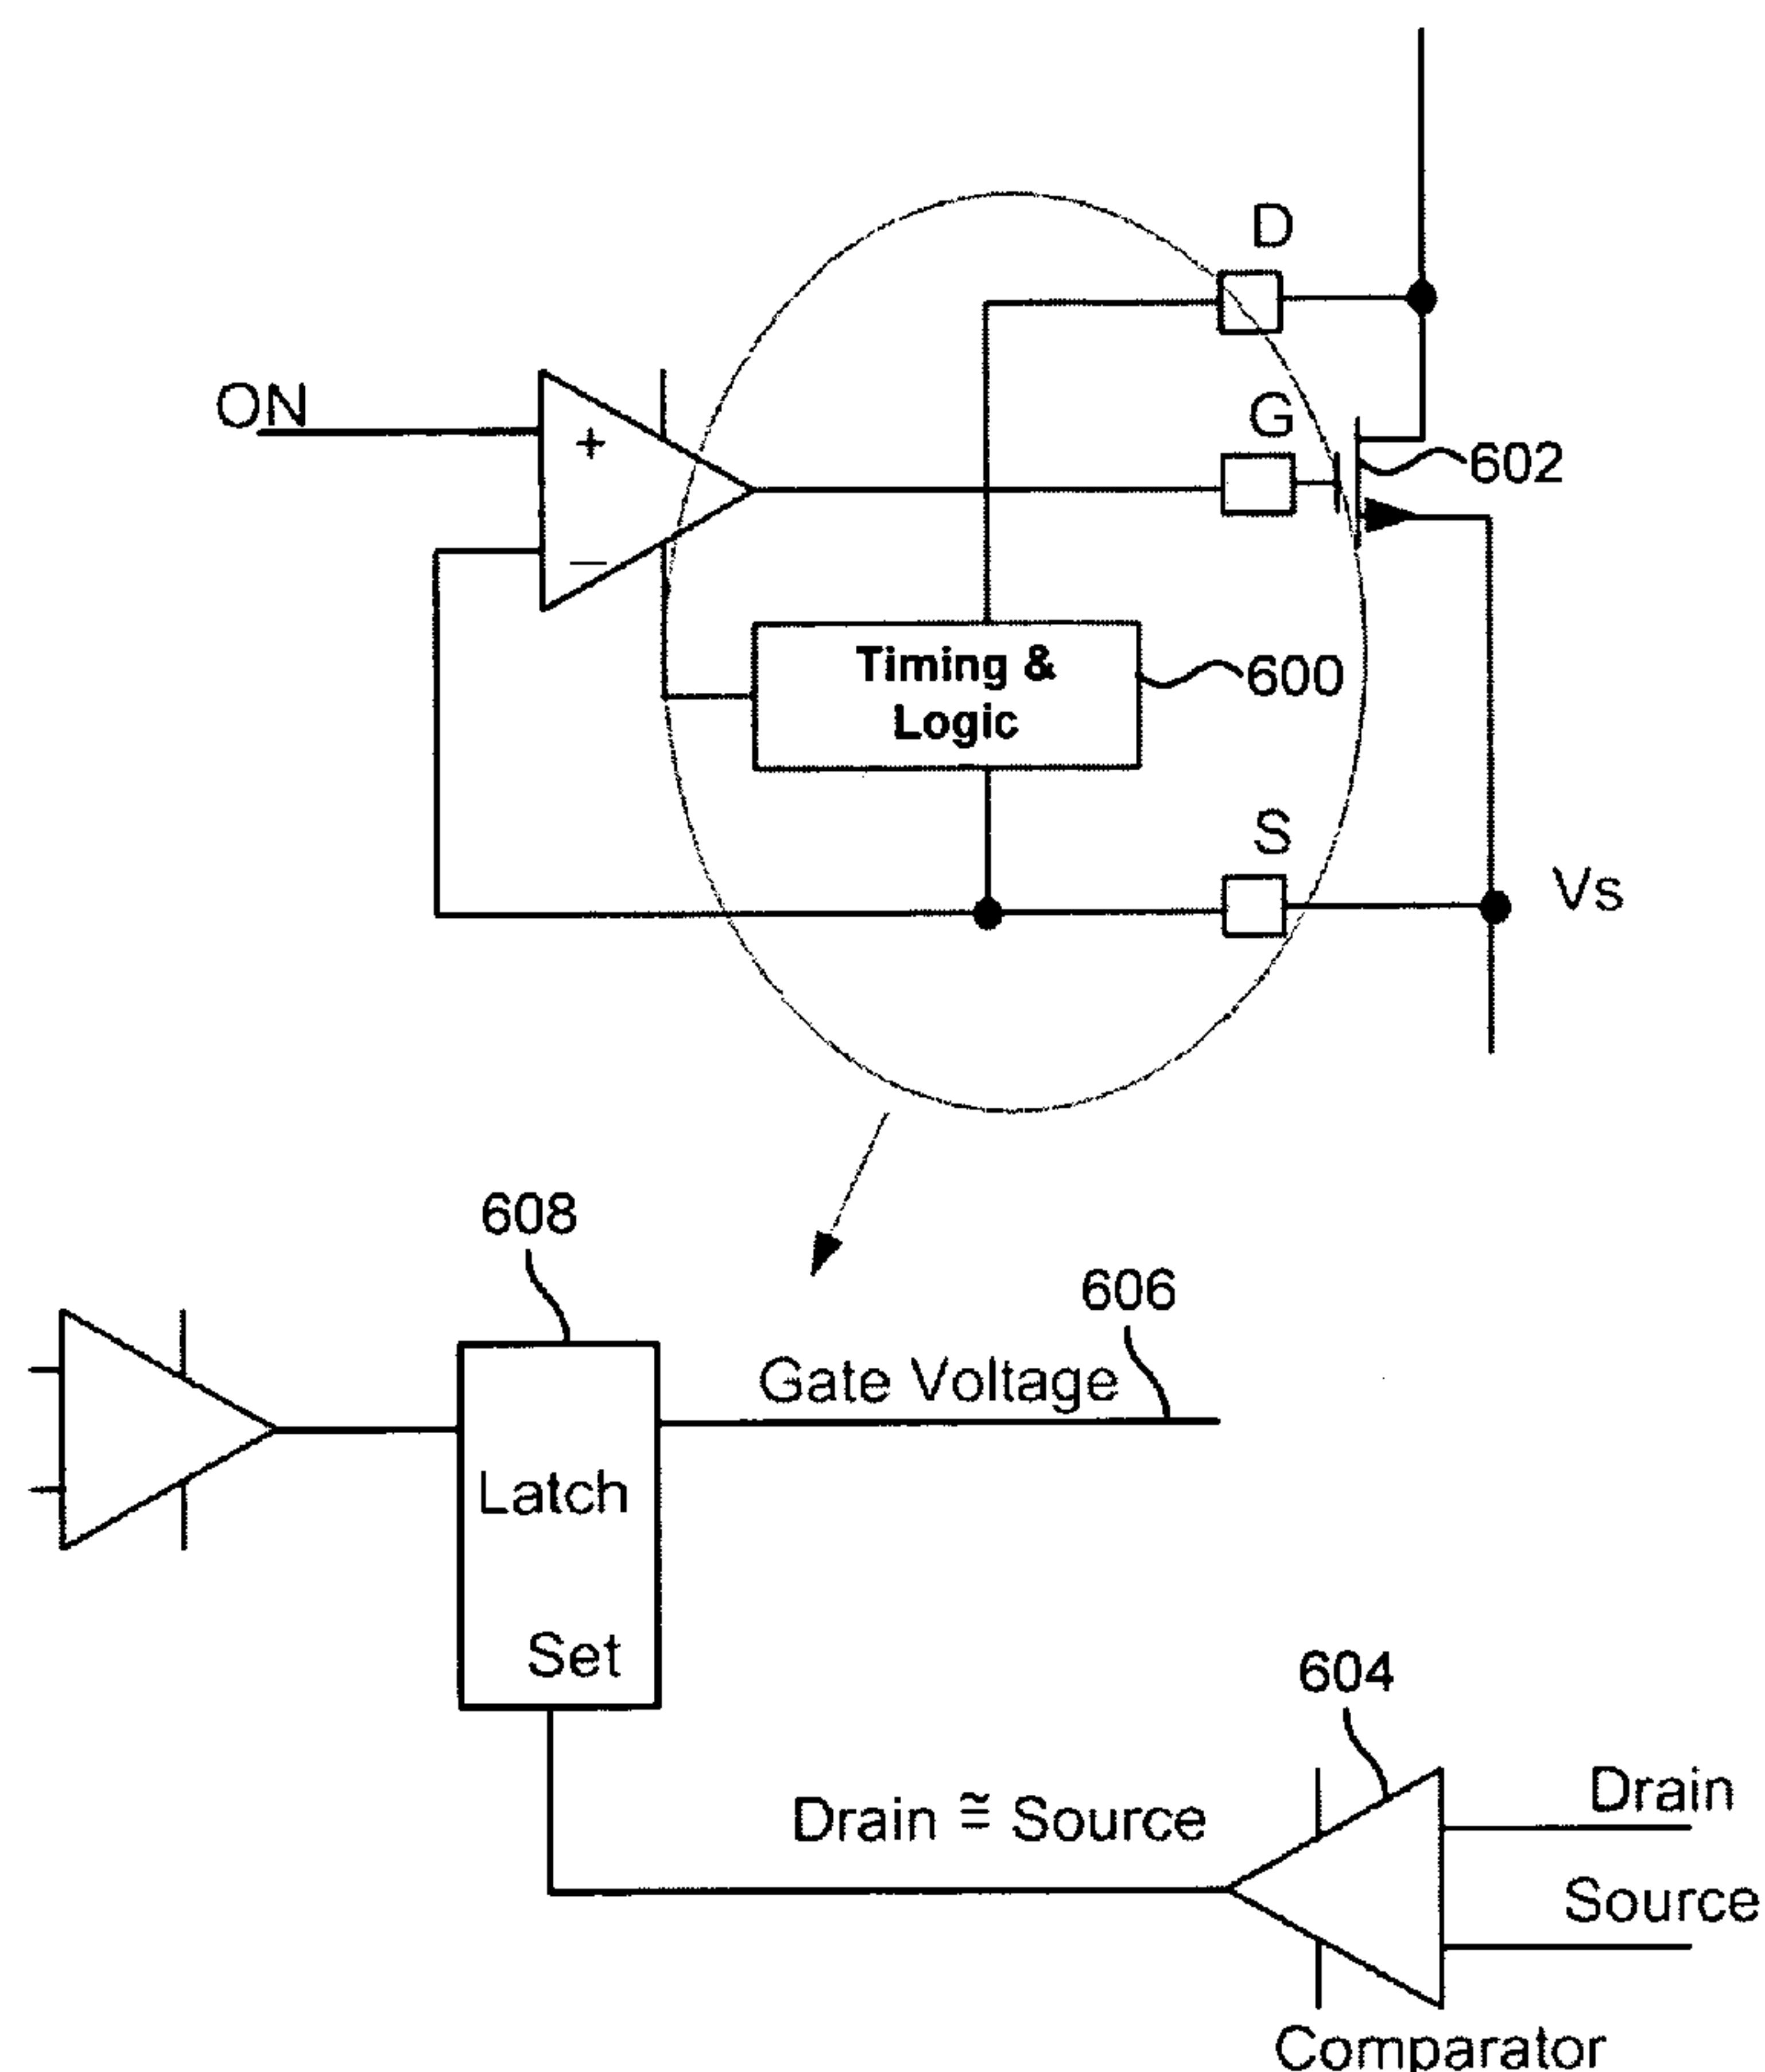 D
ON
G
+
602
−
Timing &
Logic
600
S
Vs
608
606
Gate Voltage
Latch
Set
604
Drain
Drain ≅ Source
Source
Comparator